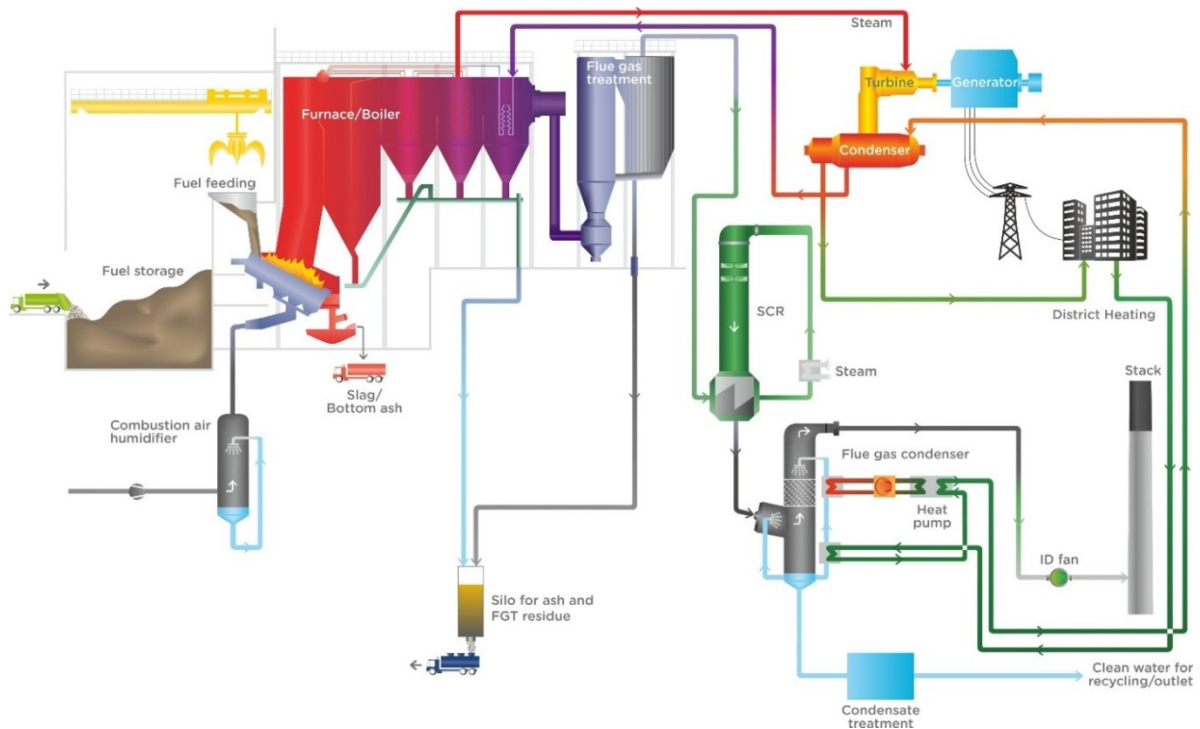 Steam
Flue gas
treatment
Turbine
Generator
Furnace/Boiler
Condenser
Fuel feeding
Fuel storage
District Heating
SCR
Steam
Stack
Slag/
Bottom ash
Combustion air
humidifier
Flue gas condenser
Heat
pump
ID fan
Silo for ash and
FGT residue
Clean water for
recycling/outlet
Condensate
treatment